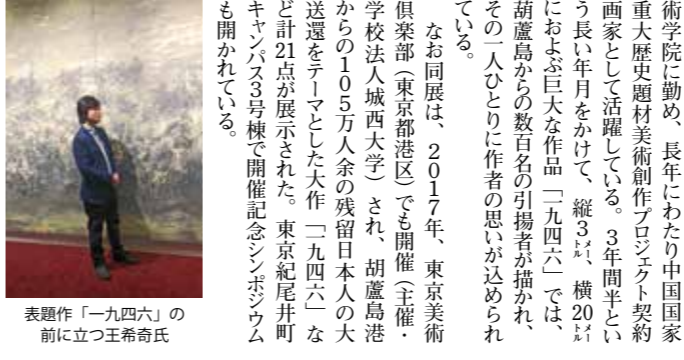 術学院に勤め、長年にわたり中国国家
重大歴史題材美術創作プロジェクト契約
画家として活躍している。3年間半とい
う長い年月をかけて、縦3メートル、横20メートル
におよぶ巨大な作品「一九四六」では、
葫蘆島からの数百名の引揚者が描かれ、
その一人ひとりに作者の思いが込められ
ている。
なお同展は、2017年、東京美術
倶楽部（東京都港区）でも開催（主催・
学校法人城西大学）され、葫蘆島港
からの105万人余の残留日本人の大
送還をテーマとした大作「一九四六」な
ど計21点が展示された。東京紀尾井町
キャンパス3号棟で開催記念シンポジウム
も開かれている。
表題作「一九四六」の
前に立つ王希奇氏